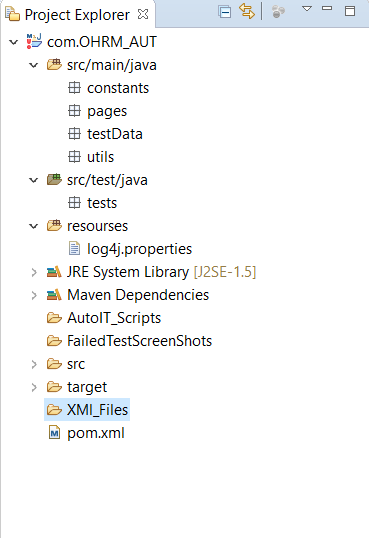 Project Explorer
com.OHRM_AUT
src/main/java
constants
pages
testData
utils
src/test/java
tests
resourses
log4j.properties
JRE System Library [J2SE-1.5]
Maven Dependencies
AutoIT_Scripts
FailedTestScreenShots
src
target
XMl_Files
pom.xml